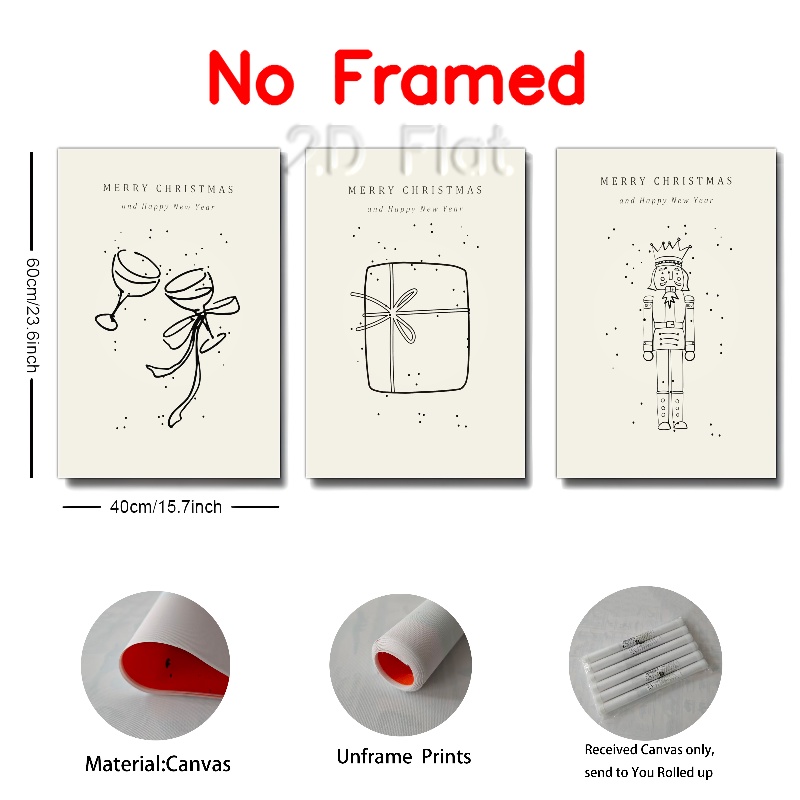 No Framed
2D Flat
MERRY CHRISTMAS
and Happy New Year
MERRY CHRISTMAS
and Happy New Year
MERRY CHRISTMAS
and Happy New Year
60cm/23.6inch
40cm/15.7inch
Material:Canvas
Unframe Prints
Received Canvas only,
send to You Rolled up